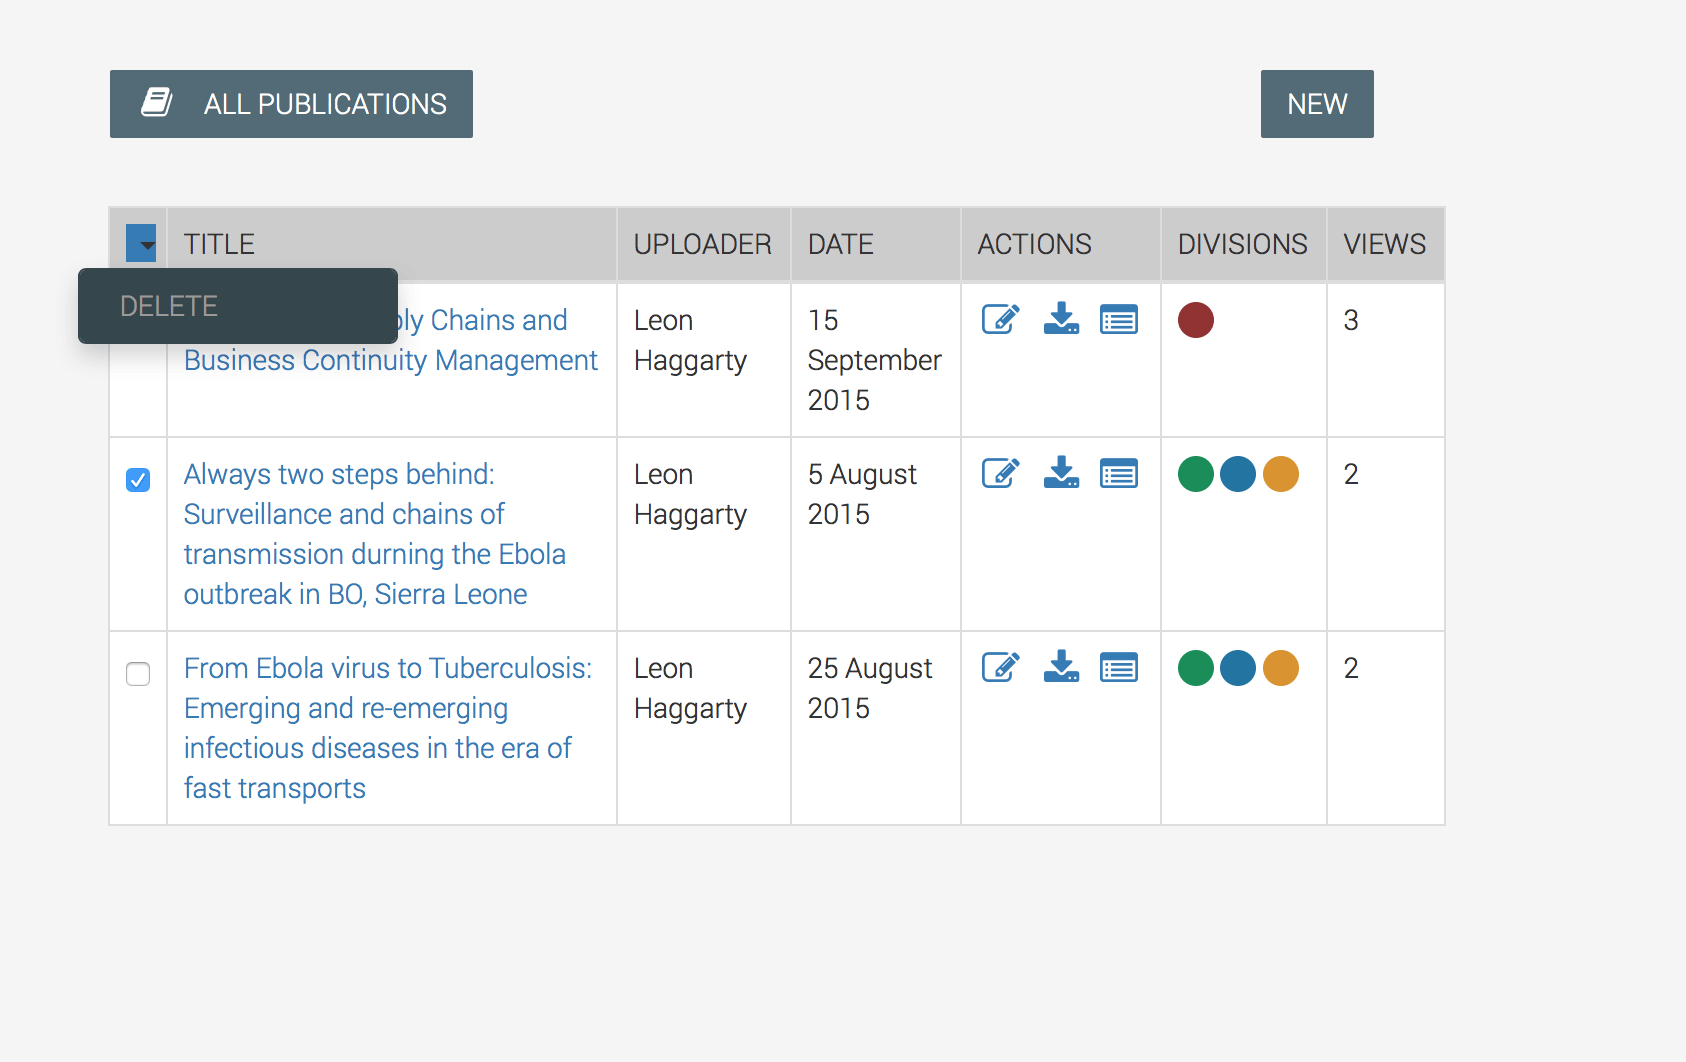 ALL PUBLICATIONS
NEW
TITLE UPLOADER DATE ACTIONS DIVISIONS VIEWS
DELETE
Chains and
Business Continuity Management
Leon
Haggarty
15
September
2015
3
Always two steps behind:
Surveillance and chains of
transmission durning the Ebola
outbreak in BO, Sierra Leone
Leon
Haggarty
5 August
2015
2
From Ebola virus to Tuberculosis:
Emerging and re-emerging
infectious diseases in the era of
fast transports
Leon
Haggarty
25 August
2015
2